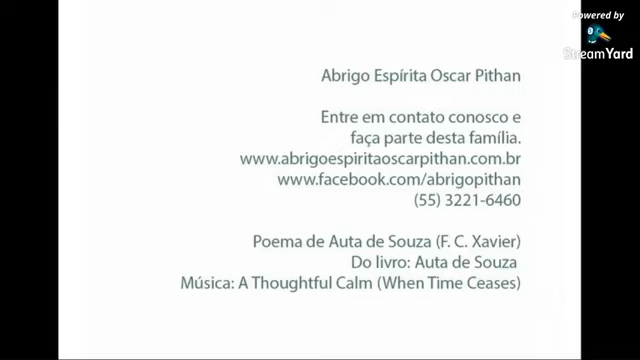 Powered by
StreamYard
Abrigo Espírita Oscar Pithan
Entre em contato conosco e
faça parte desta família.
www.abrigoespiritaoscarpithan.com.br
www.facebook.com/abrigopithan
(55) 3221-6460
Poema de Auta de Souza (F. C. Xavier)
Do livro: Auta de Souza
Música: A Thoughtful Calm (When Time Ceases)